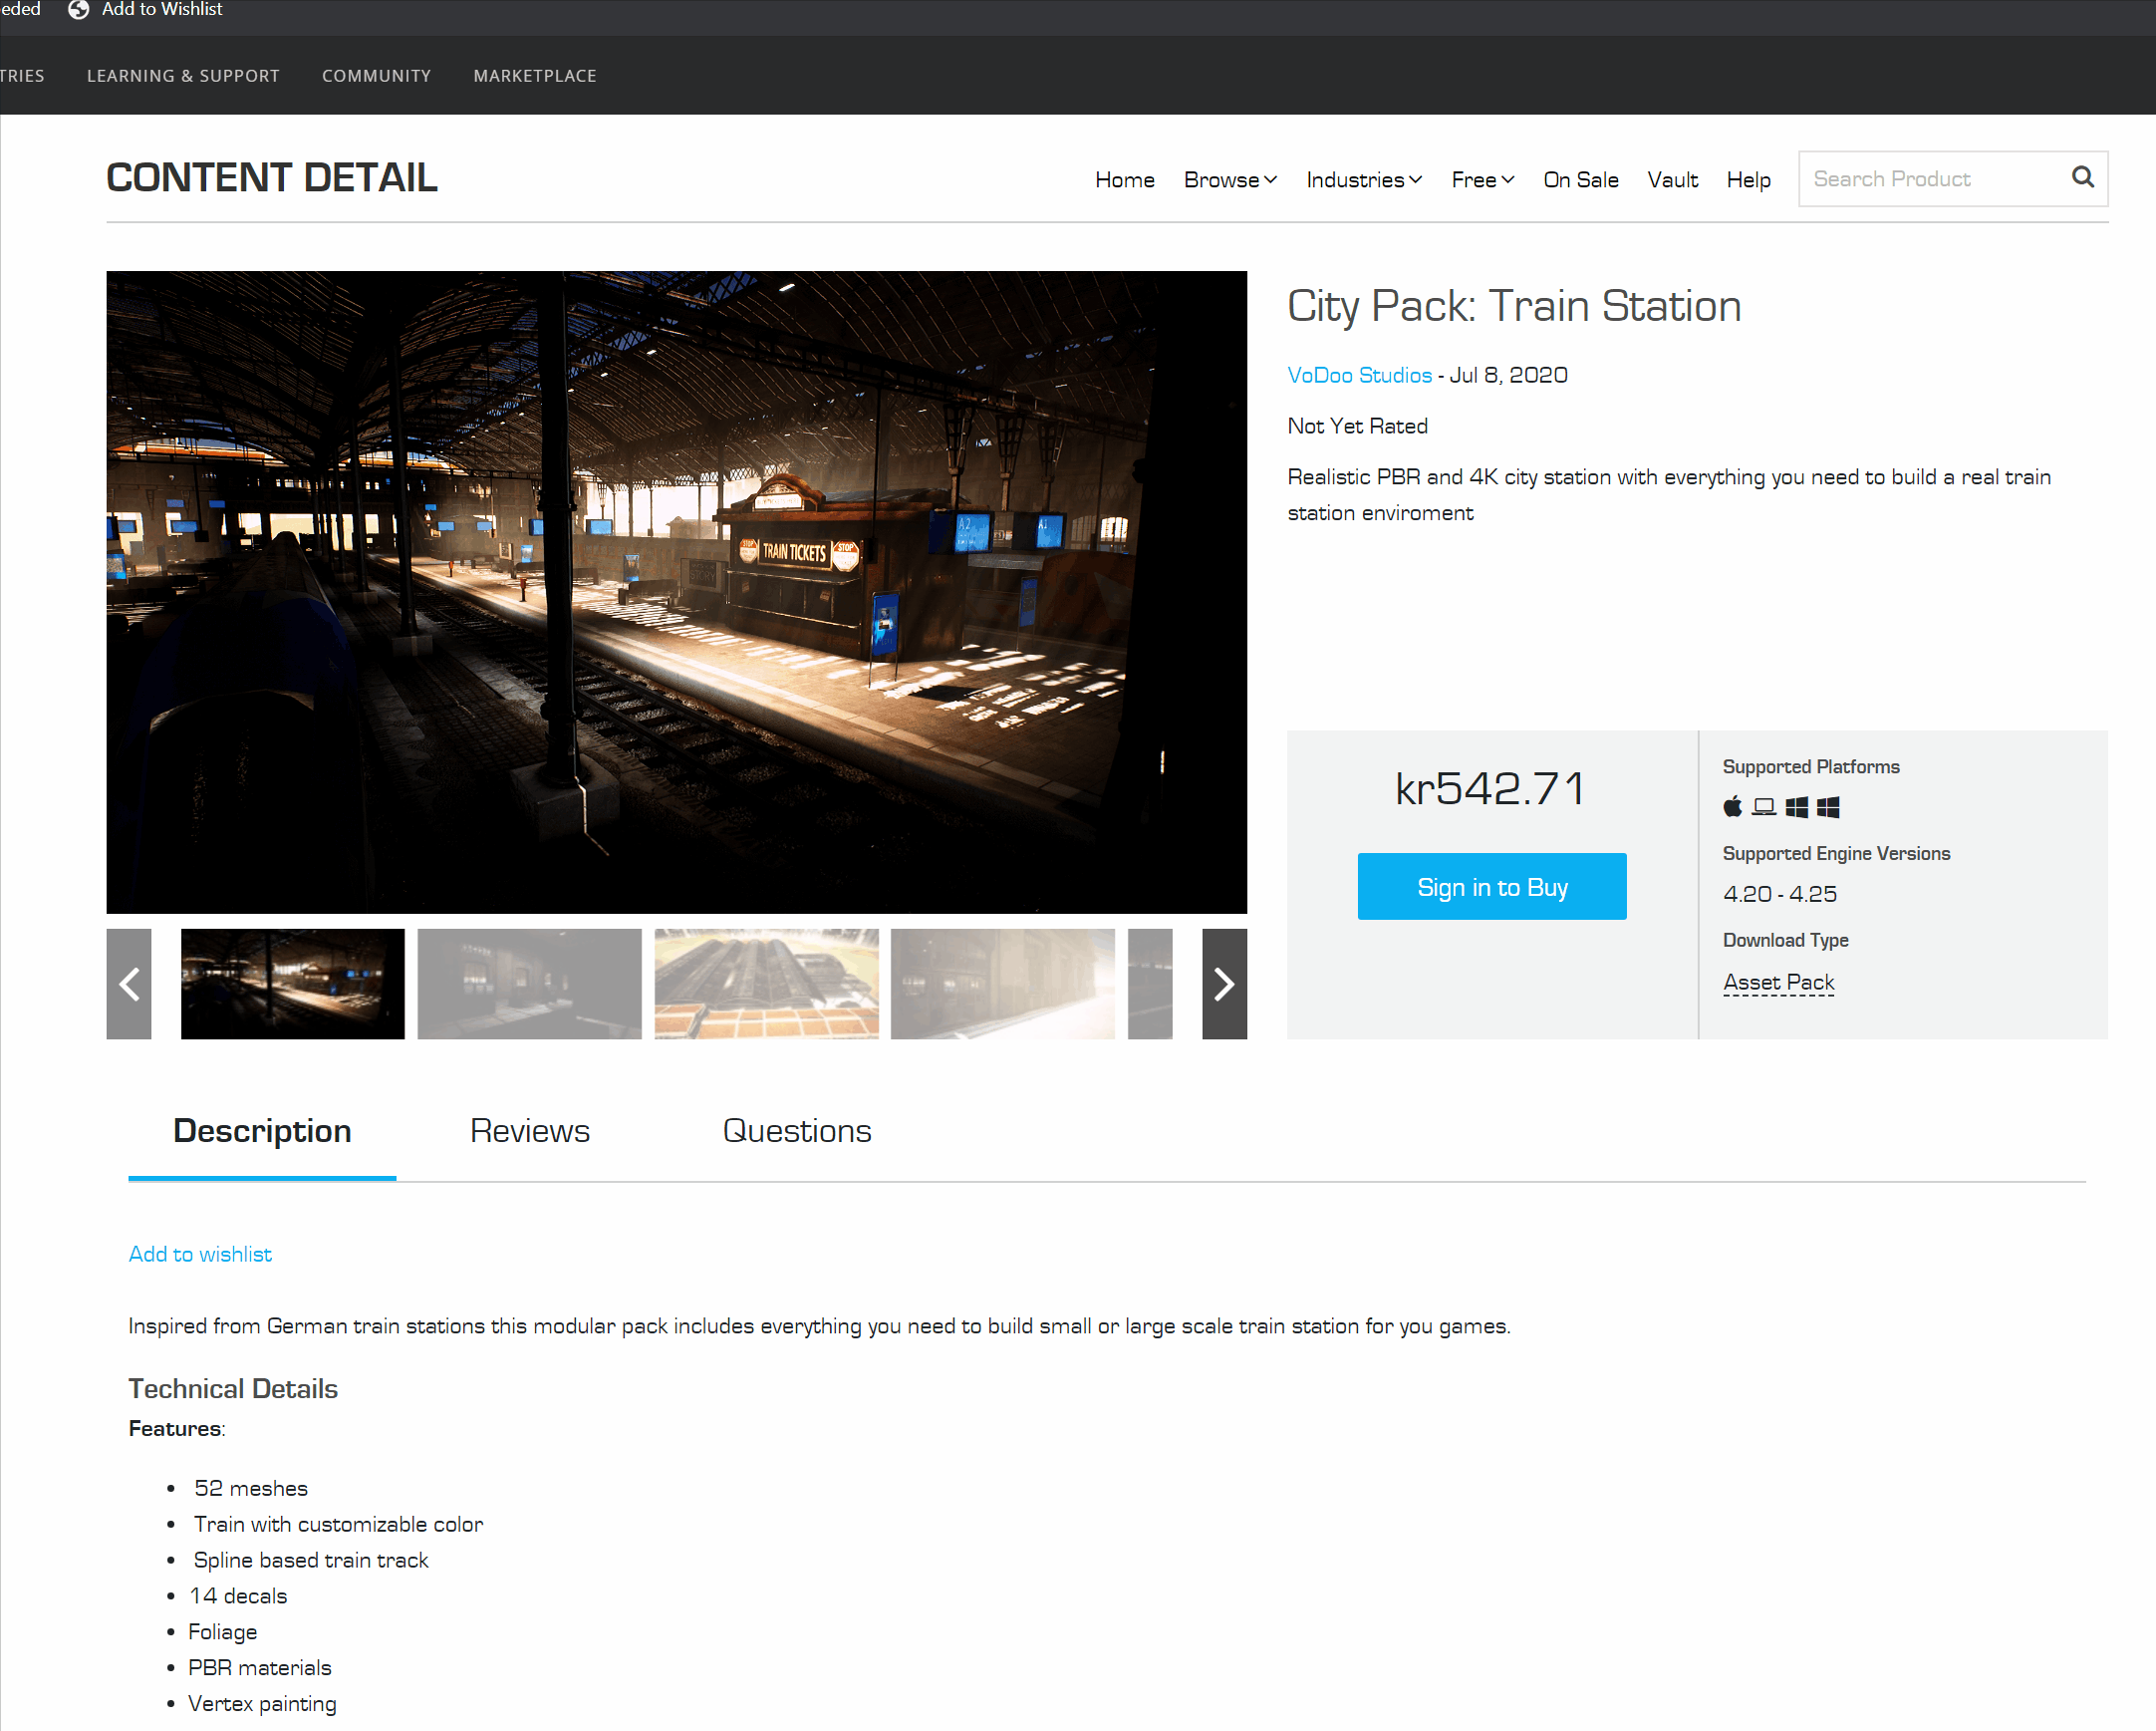 eded Add to Wishlist
TRIES LEARNING & SUPPORT COMMUNITY MARKETPLACE
CONTENT DETAIL
Home Browse Industries Free On Sale Vault Help Search Product
City Pack: Train Station
VoDoo Studios - Jul 8, 2020
Not Yet Rated
Realistic PBR and 4K city station with everything you need to build a real train
station enviroment
STOP TRAIN TICKETS STOP
A2 A1
kr542.71
Sign in to Buy
Supported Platforms
Supported Engine Versions
4.20 - 4.25
Download Type
Asset Pack
Description Reviews Questions
Add to wishlist
Inspired from German train stations this modular pack includes everything you need to build small or large scale train station for you games.
Technical Details
Features:
52 meshes
Train with customizable color
Spline based train track
14 decals
Foliage
PBR materials
Vertex painting